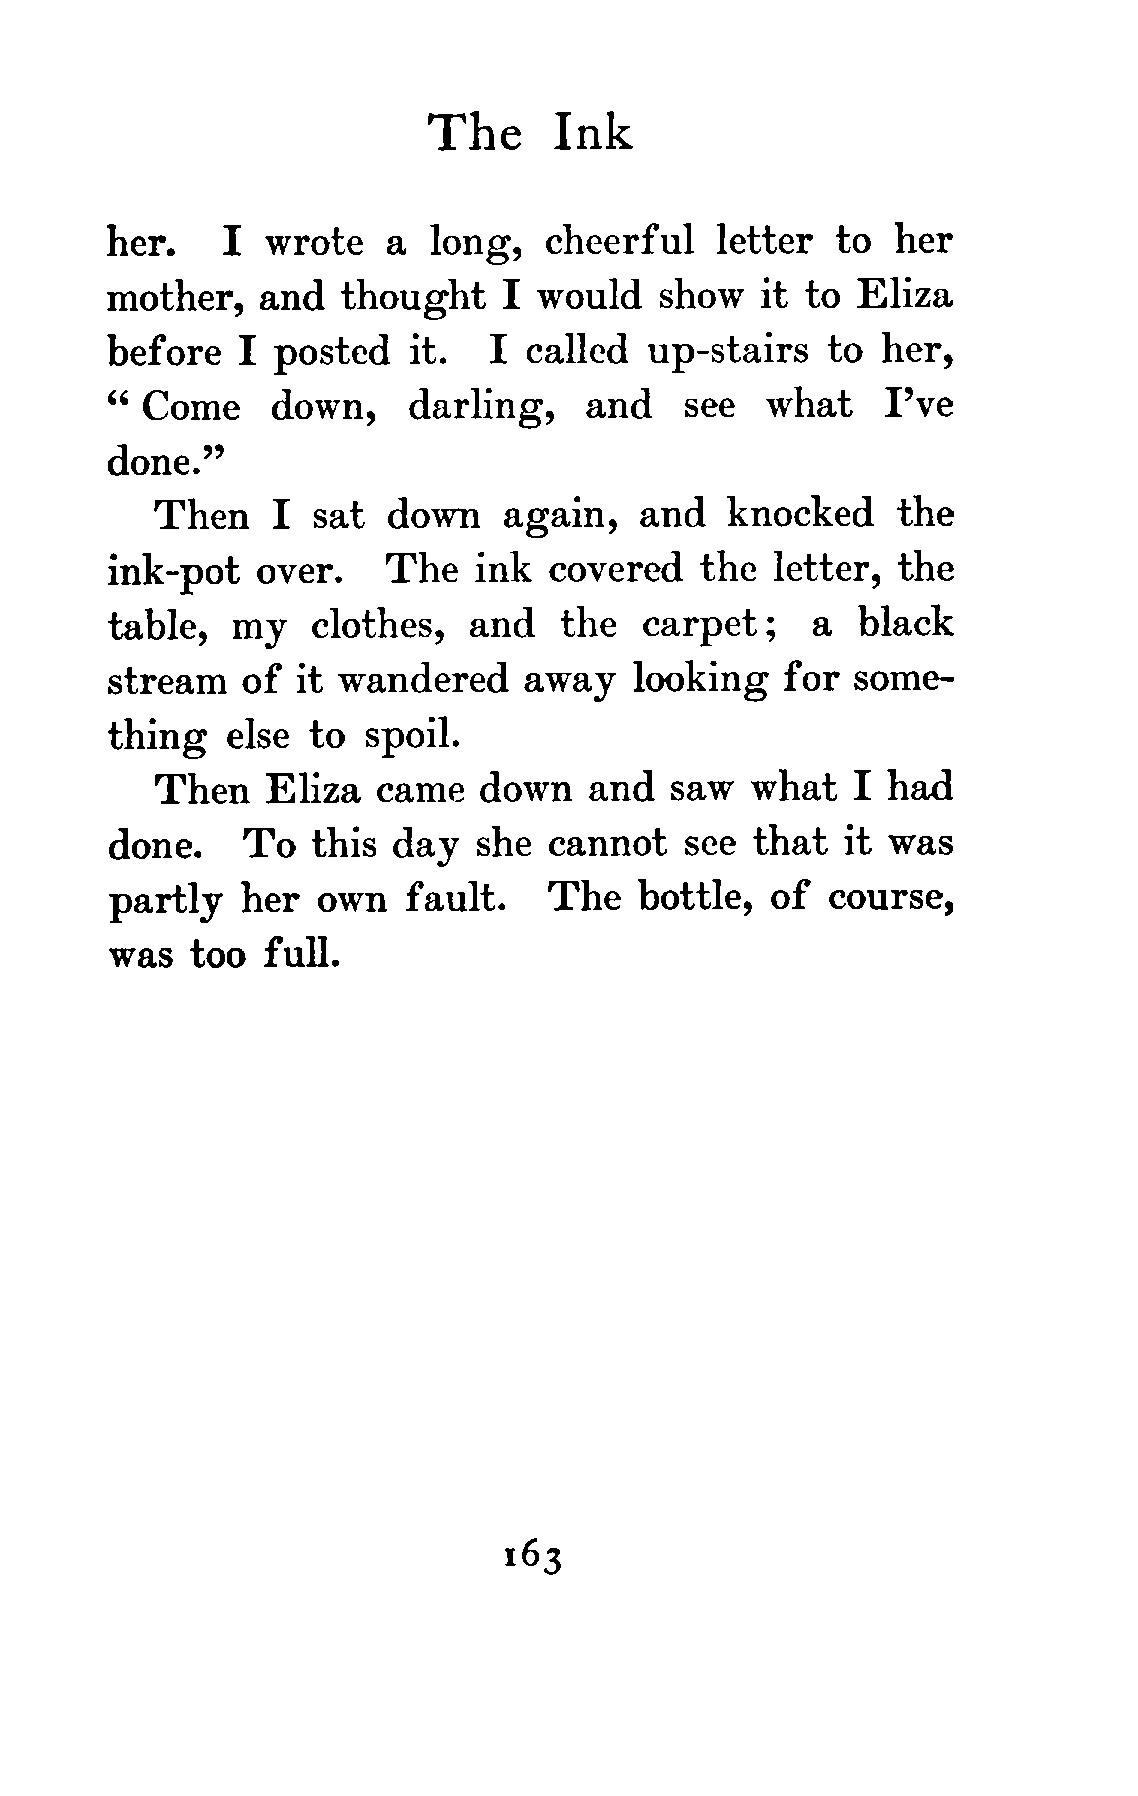 The Ink
her. I wrote a long, cheerful letter to her
mother, and thought I would show it to Eliza
before I posted it. I called up-stairs to her,
“ Come down, darling, and see what I’ve
done.”
Then I sat down again, and knocked the
ink-pot over. The ink covered the letter, the
table, my clothes, and the carpet; a black
stream of it wandered away looking for some-
thing else to spoil.
Then Eliza came down and saw what I had
done. To this day she cannot see that it was
partly her own fault. The bottle, of course,
was too full.
163